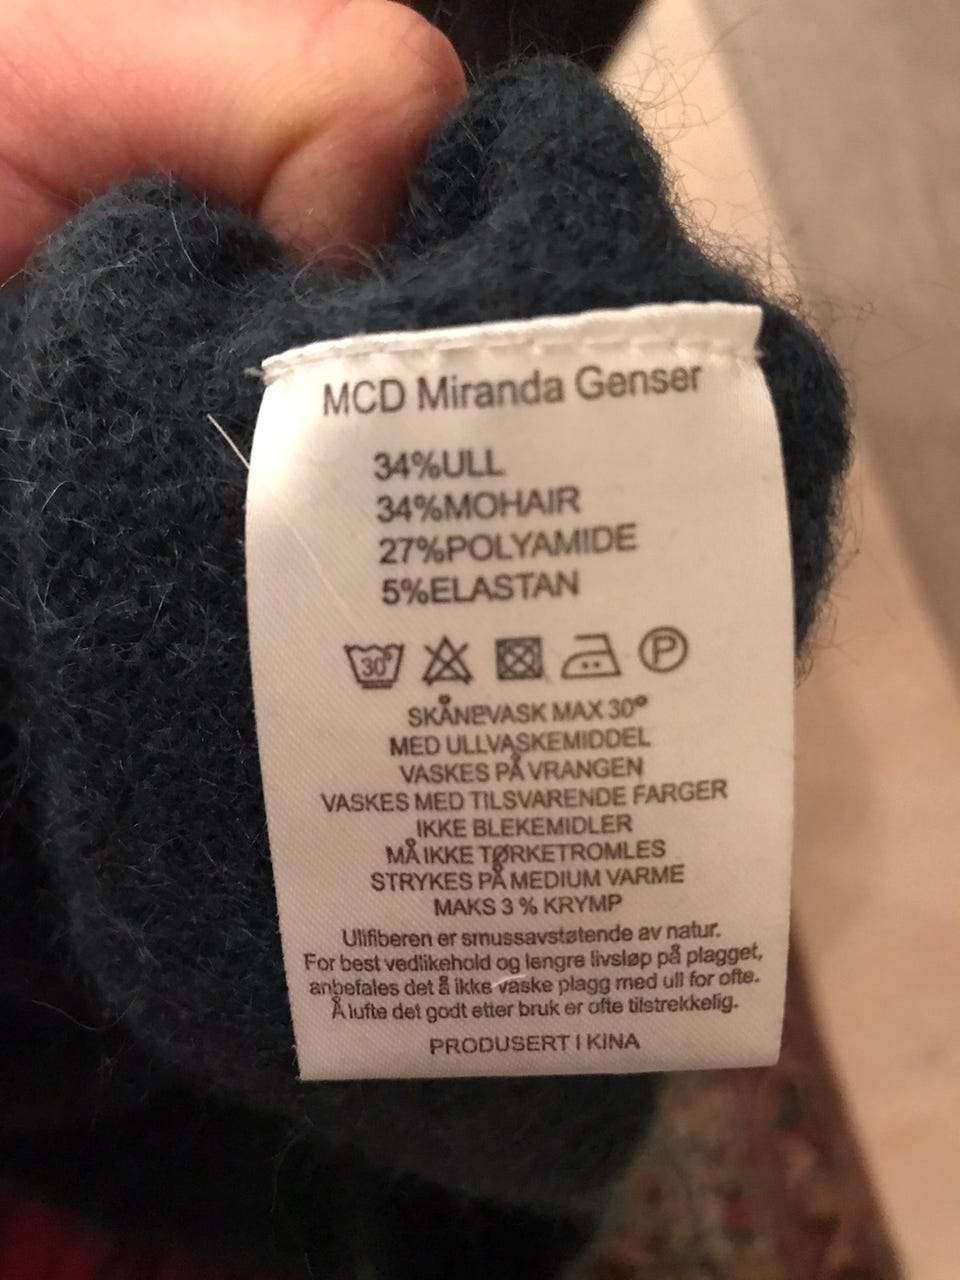 MCD Miranda Genser
34%ULL
34%MOHAIR
27%POLYAMIDE
5%ELASTAN
30° P
SKÅNEVASK MAX 30°
MED ULLVASKEMIDDEL
VASKES PÅ VRANGEN
VASKES MED TILSVARENDE FARGER
IKKE BLEKEMIDLER
MÅ IKKE TØRKETROMLES
STRYKES PÅ MEDIUM VARME
MAKS 3 % KRYMP
Ullfiberen er smussavstøtende av natur.
For best vedlikehold og lengre livsløp på plagget,
anbefales det å ikke vaske plagg med ull for ofte.
Å lufte det godt etter bruk er ofte tilstrekkelig.
PRODUSERT I KINA